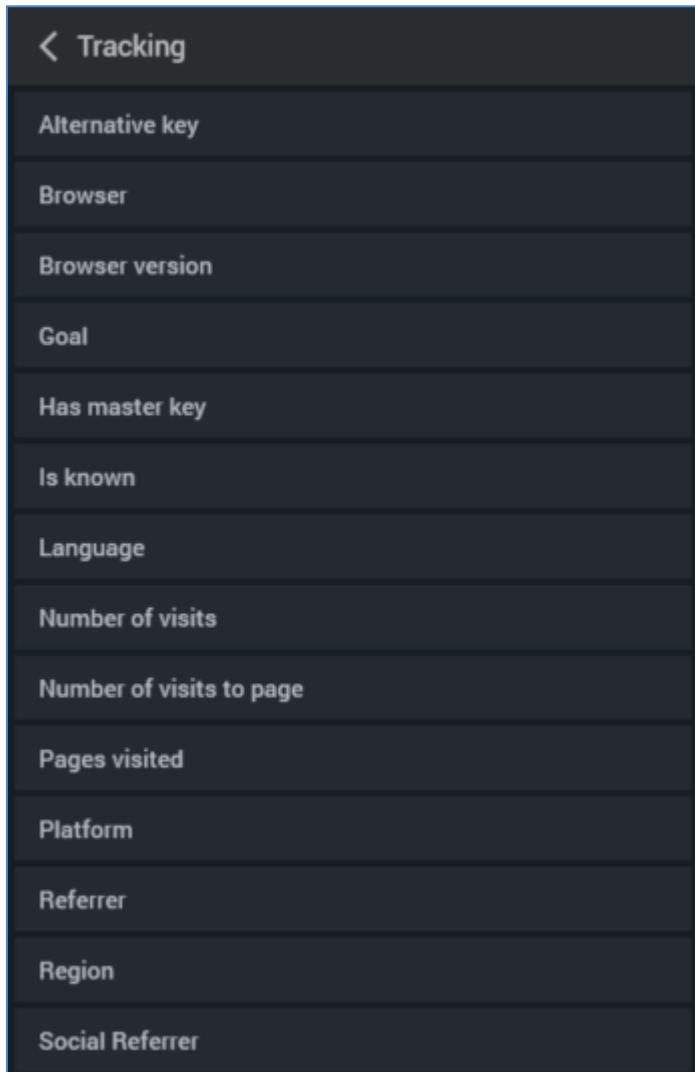 Tracking
Alternative key
Browser
Browser version
Goal
Has master key
Is known
Language
Number of visits
Number of visits to page
Pages visited
Platform
Referrer
Region
Social Referrer